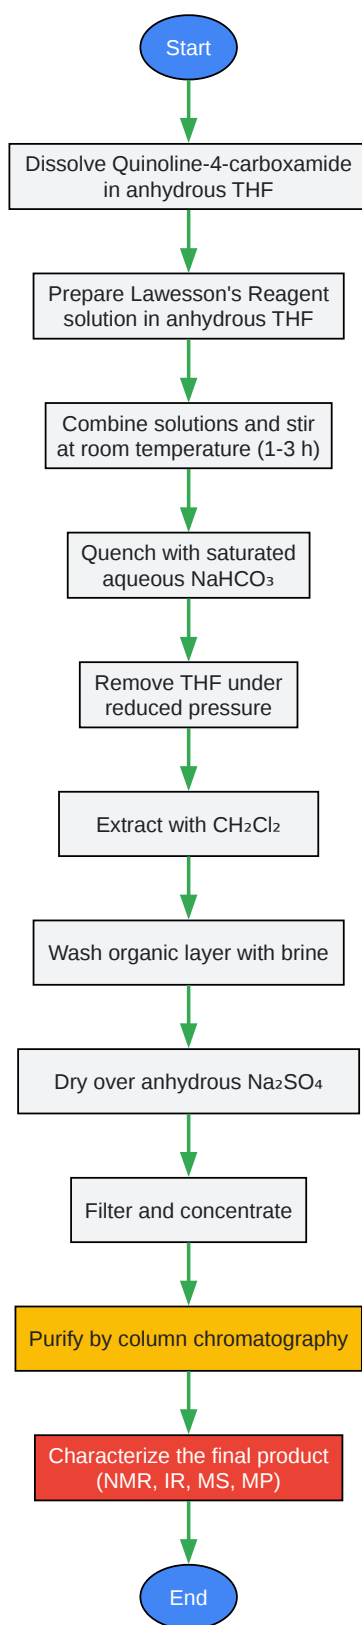 Start
Dissolve Quinoline-4-carboxamide
in anhydrous THF
Prepare Lawesson's Reagent
solution in anhydrous THF
Combine solutions and stir
at room temperature (1-3 h)
Quench with saturated
aqueous NaHCO₃
Remove THF under
reduced pressure
Extract with CH₂Cl₂
Wash organic layer with brine
Dry over anhydrous Na₂SO₄
Filter and concentrate
Purify by column chromatography
Characterize the final product
(NMR, IR, MS, MP)
End